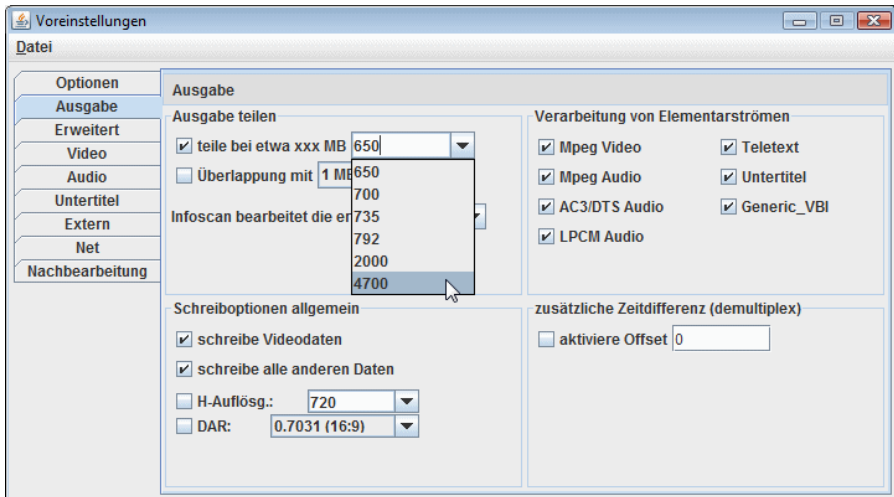 Voreinstellungen
Datei
Optionen
Ausgabe
Erweitert
Video
Audio
Untertitel
Extern
Net
Nachbearbeitung
Ausgabe
Ausgabe teilen
teile bei etwa xxx MB 650
Überlappung mit 1
Infoscan bearbeitet die
650
700
735
792
2000
4700
Verarbeitung von Elementarströmen
Mpeg Video
Teletext
Mpeg Audio
Untertitel
AC3/DTS Audio
Generic_VBI
LPCM Audio
Schreiboptionen allgemein
schreibe Videodaten
schreibe alle anderen Daten
H-Auflösg.: 720
DAR: 0.7031 (16:9)
zusätzliche Zeitdifferenz (demultiplex)
aktiviere Offset 0